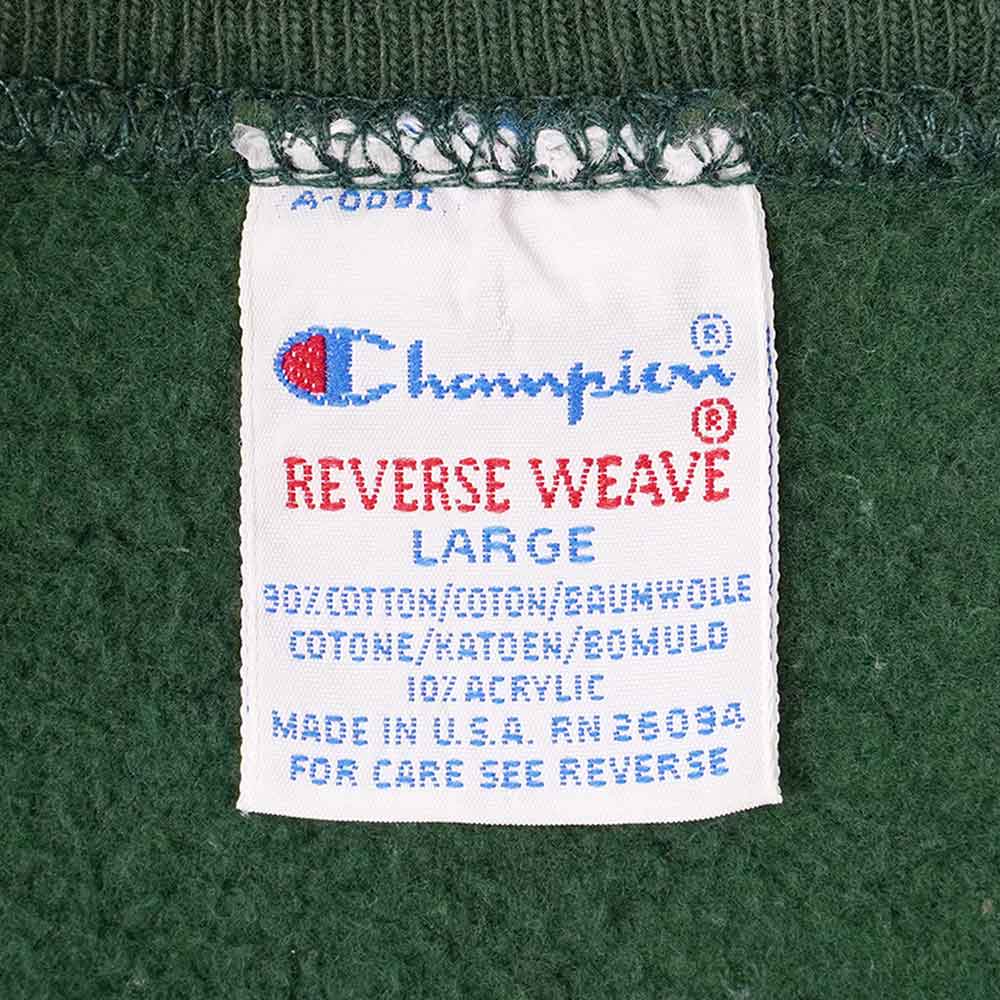 A-0091
Champion®
REVERSE WEAVE®
LARGE
90% COTTON/COTON/BAUMWOLLE
COTONE/KATOEN/BOMULD
10% ACRYLIC
MADE IN U.S.A. RN 26094
FOR CARE SEE REVERSE